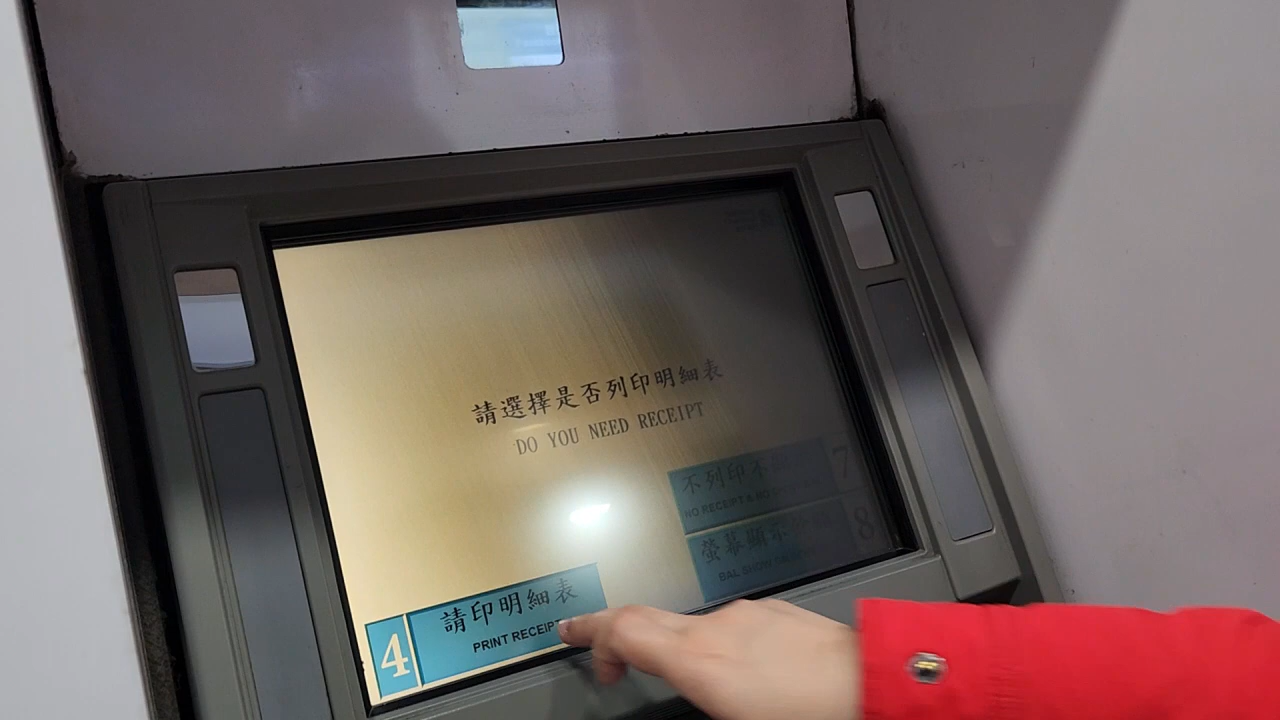 請選擇是否列印明細表
DO YOU NEED RECEIPT
不列印不
7
NO RECEIPT &
螢幕顯示
8
BAL SHOW
請印明細表
4
PRINT RECEIPT